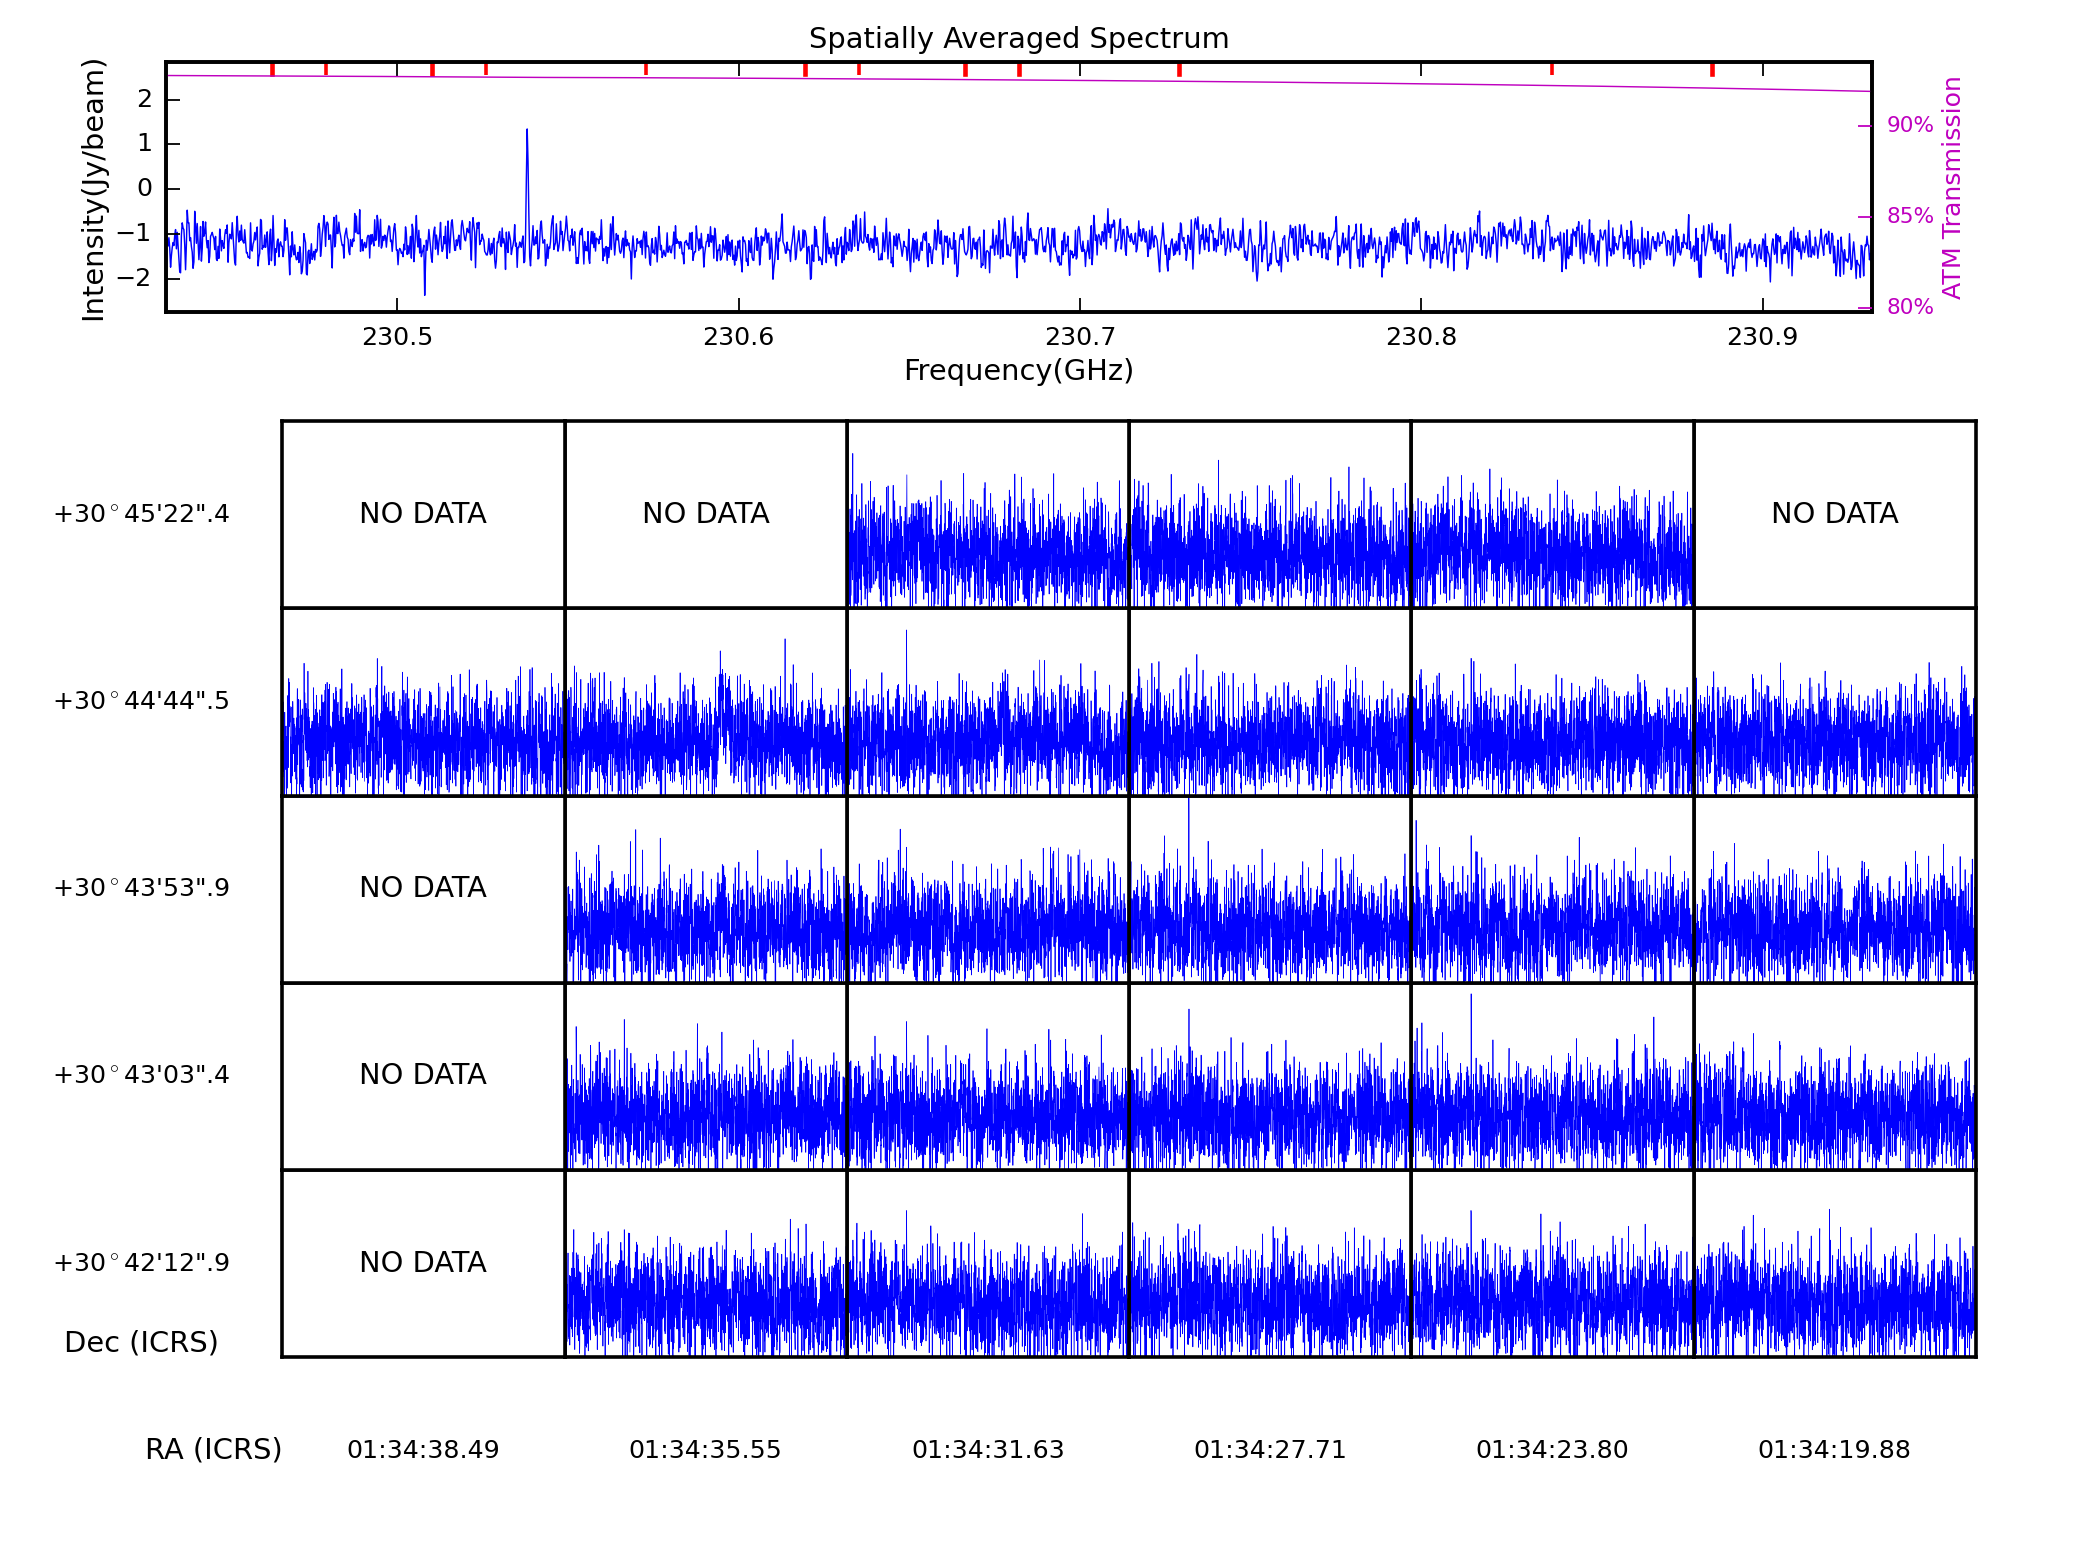 Spatially Averaged Spectrum
Intensity(Jy/beam)
2
1
0
−1
−2
90%
85%
80%
ATM Transmission
230.5 230.6 230.7 230.8 230.9
Frequency(GHz)
+30°45'22".4 NO DATA NO DATA NO DATA
+30°44'44".5
+30°43'53".9 NO DATA
+30°43'03".4 NO DATA
+30°42'12".9 NO DATA
Dec (ICRS)
RA (ICRS) 01:34:38.49 01:34:35.55 01:34:31.63 01:34:27.71 01:34:23.80 01:34:19.88